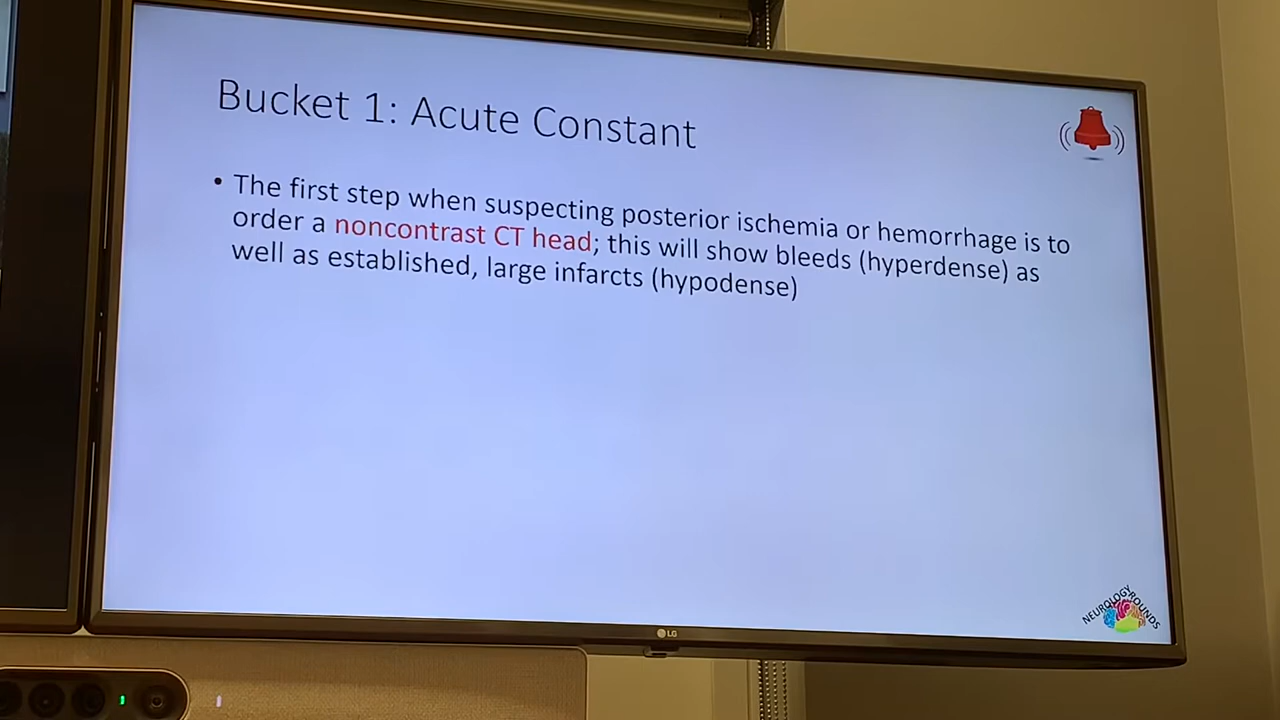 Bucket 1: Acute Constant
• The first step when suspecting posterior ischemia or hemorrhage is to
order a noncontrast CT head; this will show bleeds (hyperdense) as
well as established, large infarcts (hypodense)
NEUROLOGY ROUNDS
LG